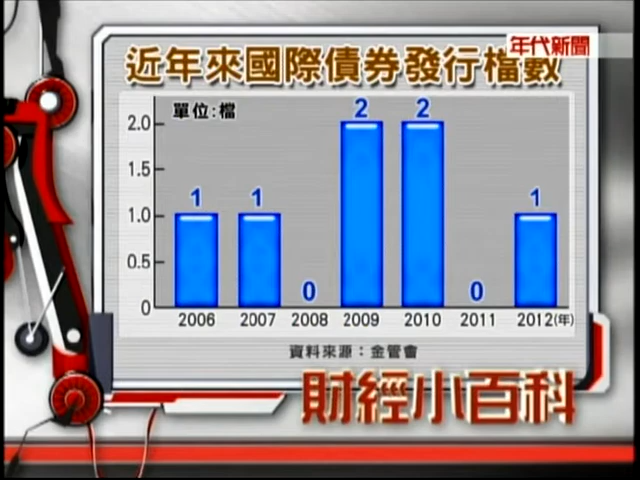 年代新聞
近年來國際債券發行檔數
單位:檔
2.0
1.5
1.0
0.5
0
1
1
0
2
2
0
1
2006 2007 2008 2009 2010 2011 2012(年)
資料來源：金管會
財經小百科